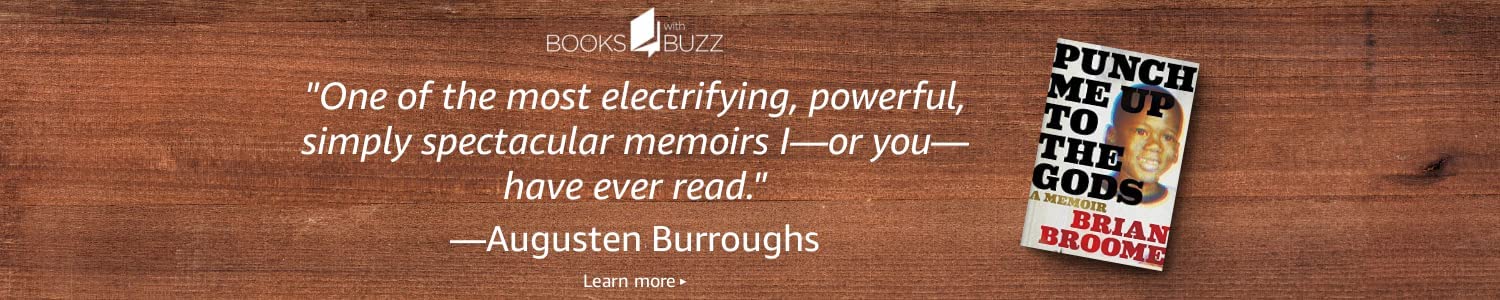 BOOKS with BUZZ
"One of the most electrifying, powerful,
simply spectacular memoirs I—or you—
have ever read."
—Augusten Burroughs
Learn more ▸
PUNCH
ME UP
TO
THE
GODS
A MEMOIR
BRIAN
BROOME